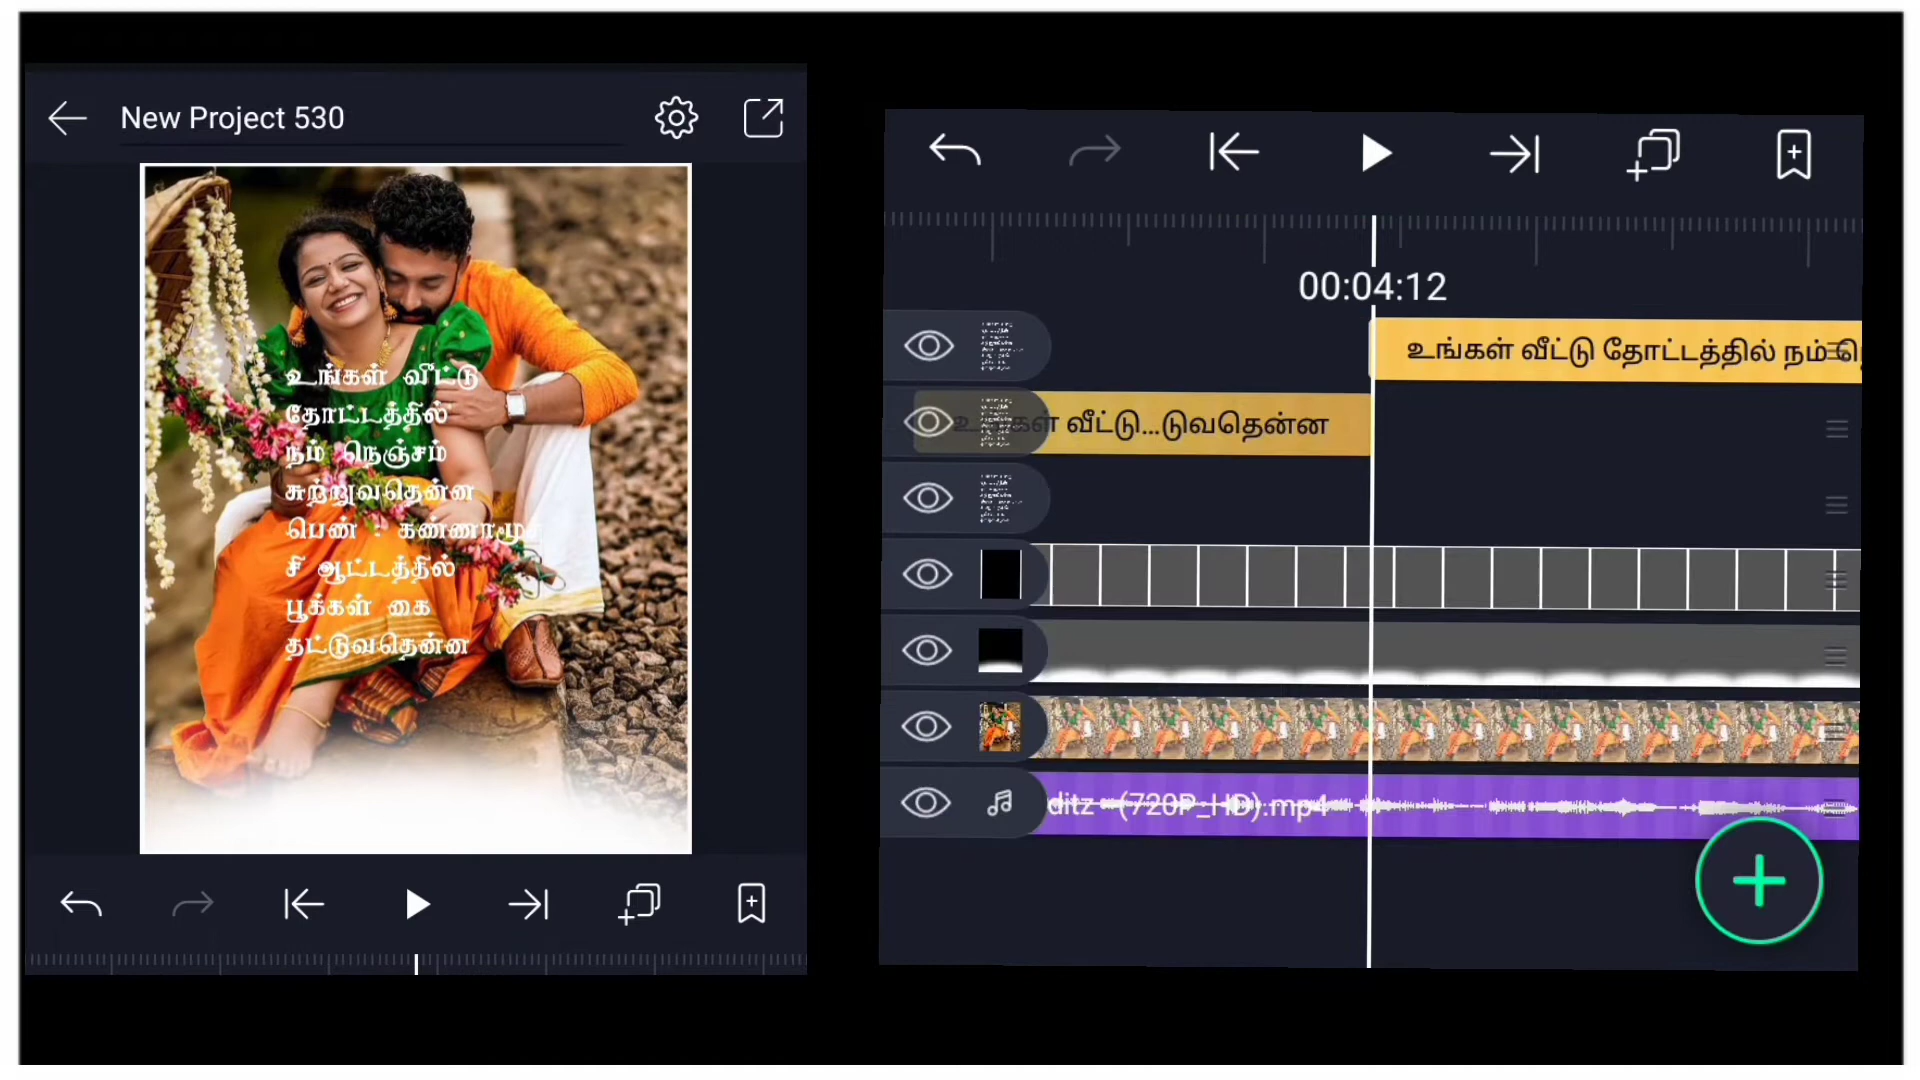 New Project 530
உங்கள் வீட்டு
தோட்டத்தில்
நம் நெஞ்சம்
சுற்றுவதென்ன
பெண் : கண்ணாமூச்
சி ஆட்டத்தில்
பூக்கள் கை
தட்டுவதென்ன
00:04:12
உங்கள் வீட்டு தோட்டத்தில் நம்
உங்கள் வீட்டு...டுவதென்ன
ditz -(720P_HD).mp4